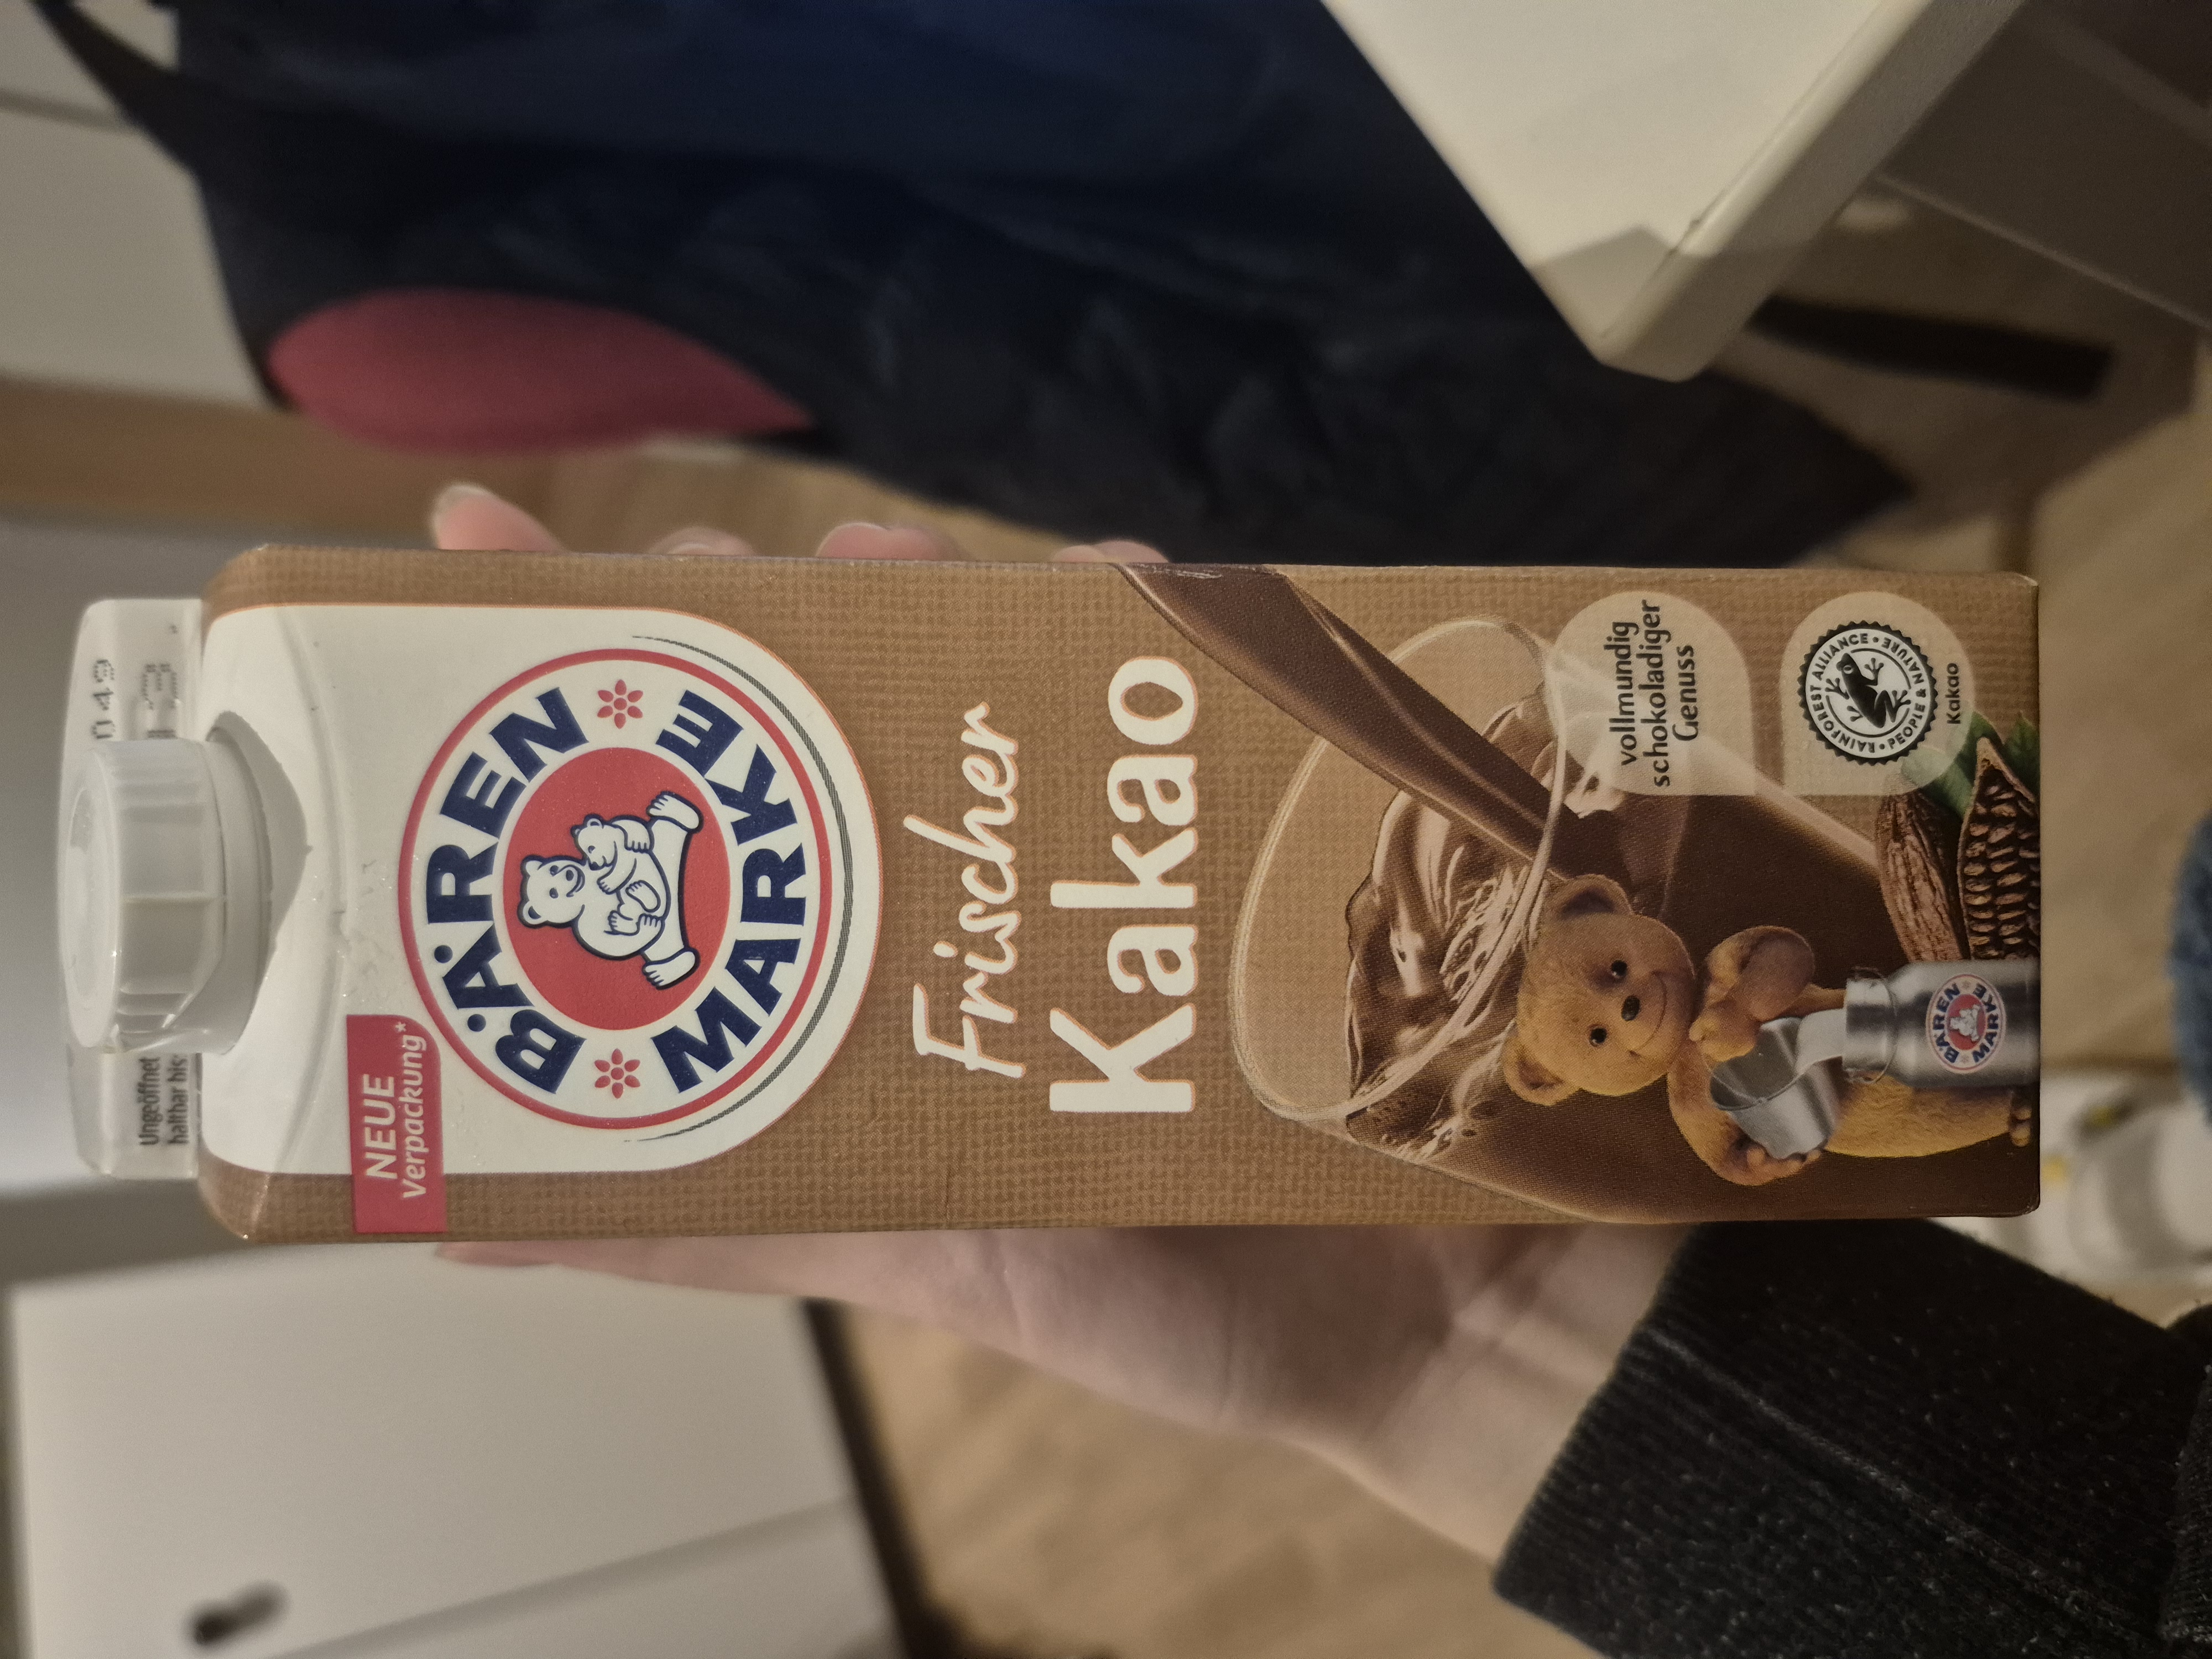 Ungeöffnet
haltbar bis:
NEUE
verpackung*
BÄREN
MARKE
Frischer
Kakao
vollmundig
schokoladiger
Genuss
RAINFOREST ALLIANCE
PEOPLE & NATURE
Kakao
BÄREN
MARKE